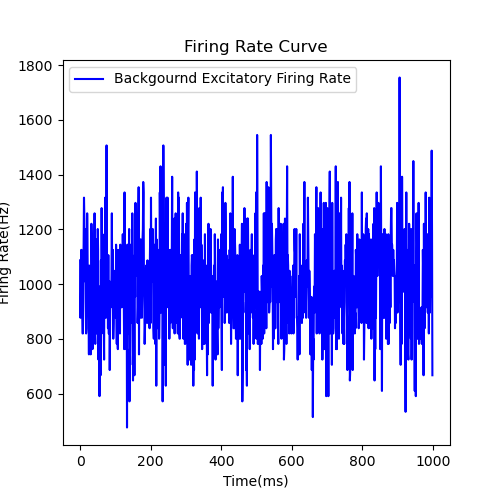 Firing Rate Curve
Backgournd Excitatory Firing Rate
Firing Rate(Hz)
1800
1600
1400
1200
1000
800
600
0 200 400 600 800 1000
Time(ms)